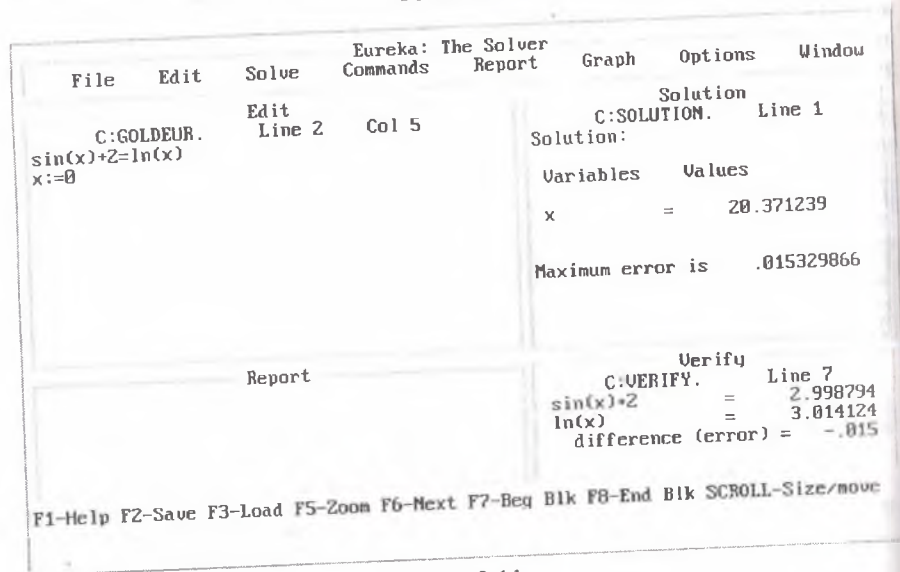 Eureka: The Solver
File Edit Solve Commands Report Graph Options Window
Edit
C:GOLDEUR. Line 2 Col 5
sin(x)+2=ln(x)
x:=0
Solution
C:SOLUTION. Line 1
Solution:
Variables Values
x = 20.371239
Maximum error is .015329866
Report
Verify
C:VERIFY. Line 7
sin(x)+2 = 2.998794
ln(x) = 3.014124
difference (error) = -.015
F1-Help F2-Save F3-Load F5-Zoom F6-Next F7-Beg Blk F8-End Blk SCROLL-Size/move